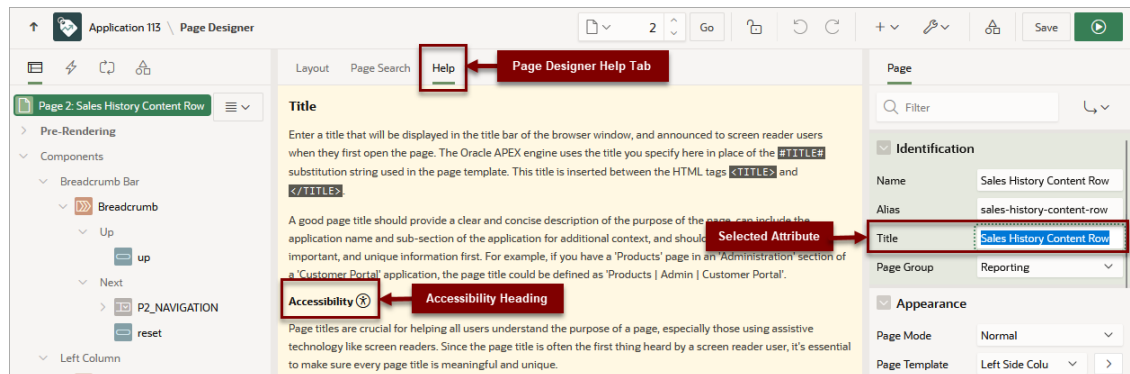 Application 113 \ Page Designer
2
Go
Save
Layout Page Search Help
Page Designer Help Tab
Page
Page 2: Sales History Content Row
Pre-Rendering
Components
Breadcrumb Bar
Breadcrumb
Up
up
Next
P2_NAVIGATION
reset
Left Column
Title
Enter a title that will be displayed in the title bar of the browser window, and announced to screen reader users
when they first open the page. The Oracle APEX engine uses the title you specify here in place of the #TITLE#
substitution string used in the page template. This title is inserted between the HTML tags <TITLE> and
</TITLE>.
A good page title should provide a clear and concise description of the purpose of the page, can include the
application name and sub-section of the application for additional context, and should
important, and unique information first. For example, if you have a 'Products' page in an 'Administration' section of
a 'Customer Portal' application, the page title could be defined as 'Products | Admin | Customer Portal'.
Selected Attribute
Accessibility
Accessibility Heading
Page titles are crucial for helping all users understand the purpose of a page, especially those using assistive
technology like screen readers. Since the page title is often the first thing heard by a screen reader user, it's essential
to make sure every page title is meaningful and unique.
Filter
Identification
Name Sales History Content Row
Alias sales-history-content-row
Title Sales History Content Row
Page Group Reporting
Appearance
Page Mode Normal
Page Template Left Side Colu